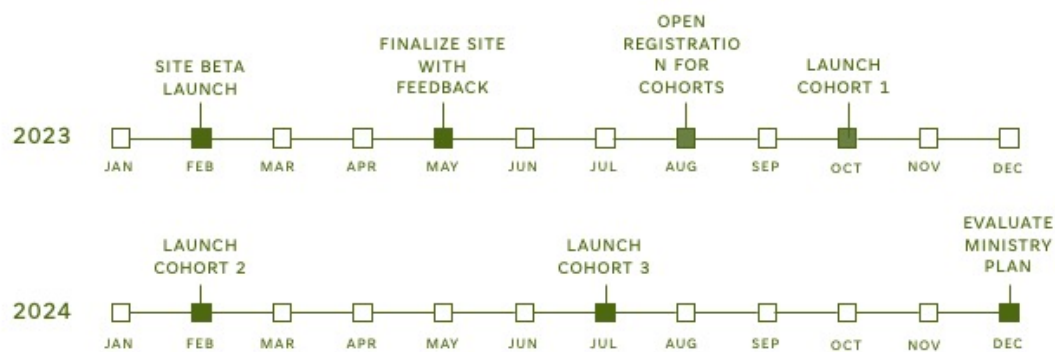 SITE BETA
LAUNCH
FINALIZE SITE
WITH
FEEDBACK
OPEN
REGISTRATIO
N FOR
COHORTS
LAUNCH
COHORT 1
2023
JAN FEB MAR APR MAY JUN JUL AUG SEP OCT NOV DEC
LAUNCH
COHORT 2
LAUNCH
COHORT 3
EVALUATE
MINISTRY
PLAN
2024
JAN FEB MAR APR MAY JUN JUL AUG SEP OCT NOV DEC